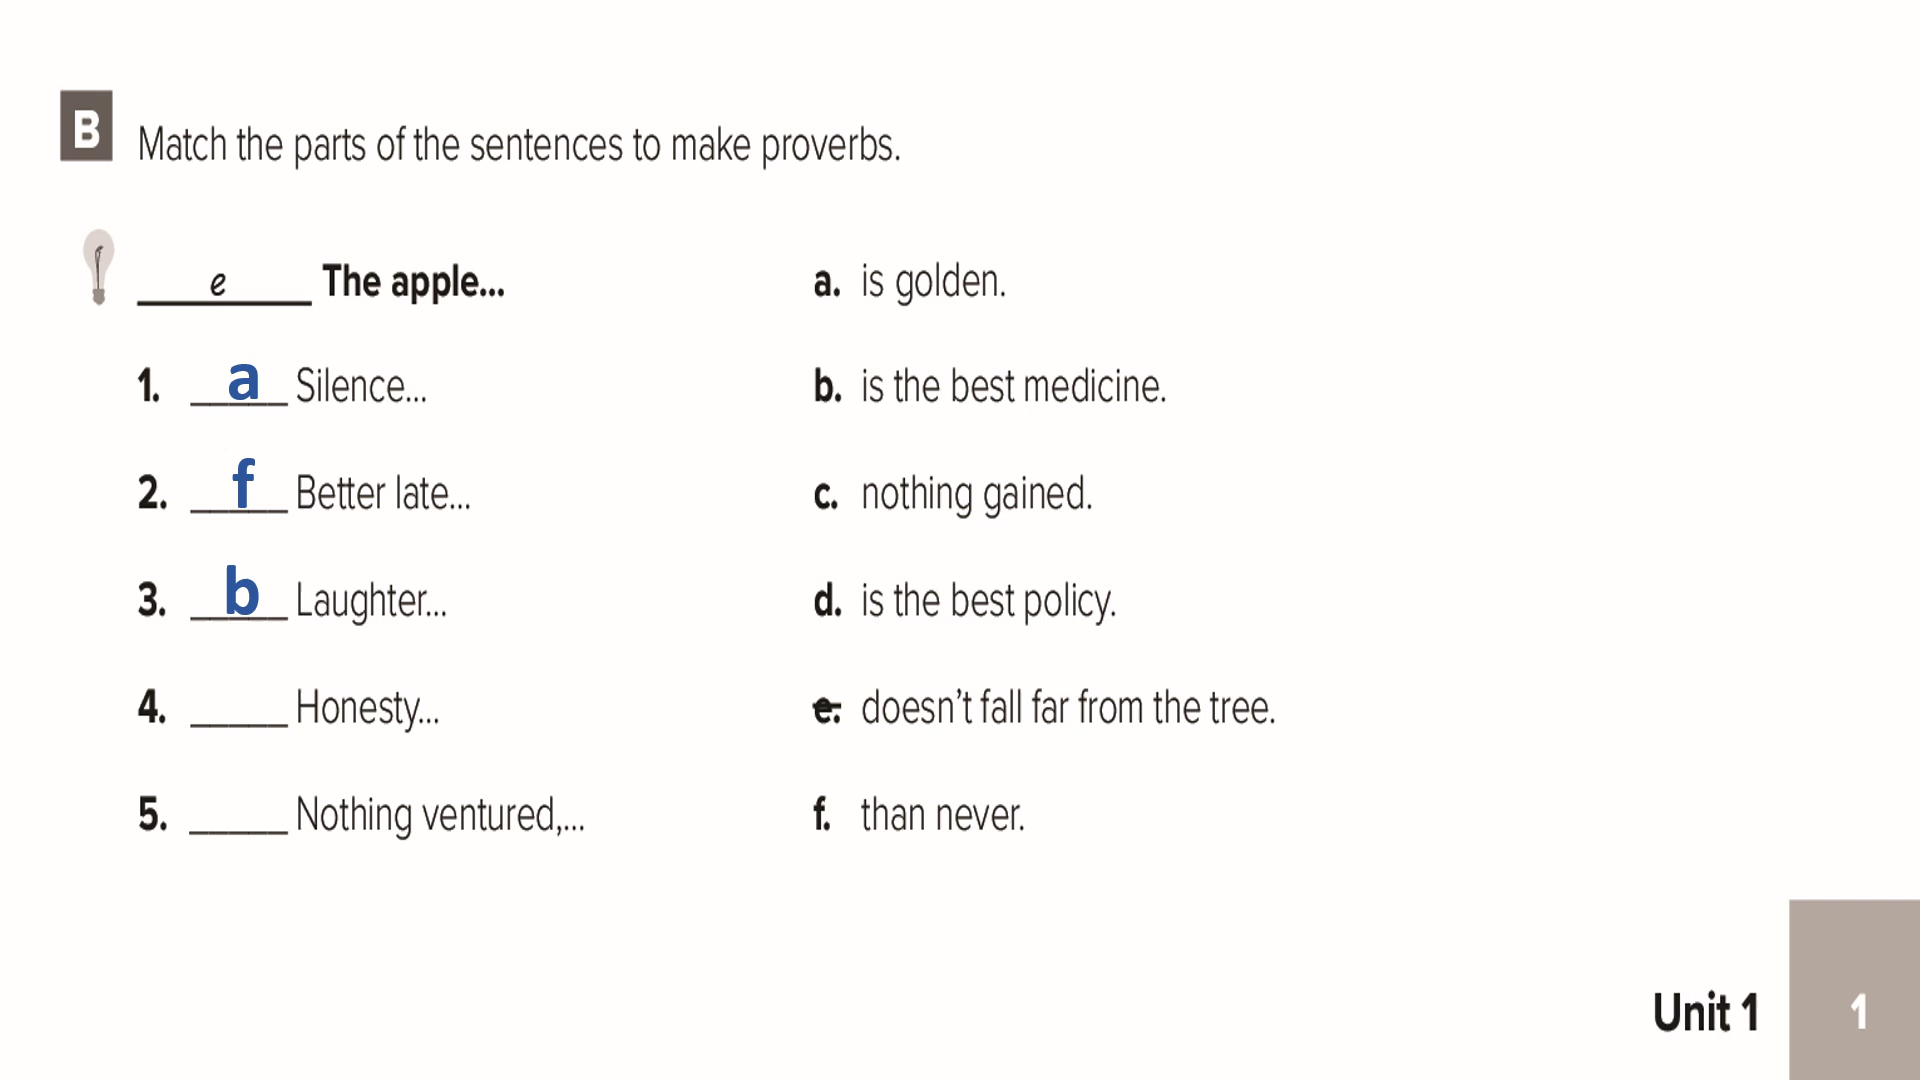 B Match the parts of the sentences to make proverbs.
e The apple... a. is golden.
1. a Silence... b. is the best medicine.
2. f Better late... c. nothing gained.
3. b Laughter... d. is the best policy.
4. _____ Honesty... e. doesn't fall far from the tree.
5. _____ Nothing ventured,... f. than never.
Unit 1 1